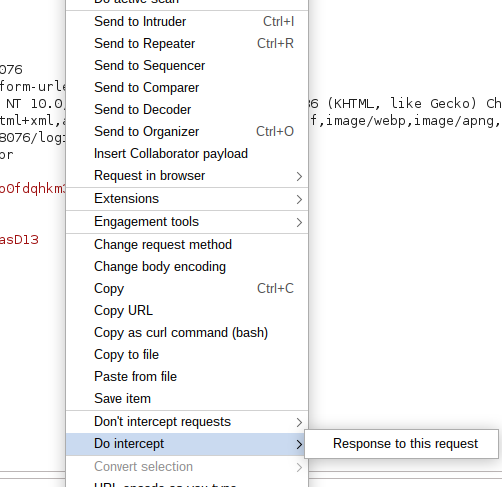 Do active scan
Send to Intruder Ctrl+I
076
Send to Repeater Ctrl+R
Send to Sequencer
form-urle
Send to Comparer
NT 10.0, 36 (KHTML, like Gecko) Ch
Send to Decoder
tml+xml,a f,image/webp,image/apng,
Send to Organizer Ctrl+O
8076/logi
Insert Collaborator payload
or
Request in browser
o0fdqhkm
Extensions
Engagement tools
asD13
Change request method
Change body encoding
Copy Ctrl+C
Copy URL
Copy as curl command (bash)
Copy to file
Paste from file
Save item
Don't intercept requests
Do intercept
Response to this request
Convert selection
URL-encode as you type